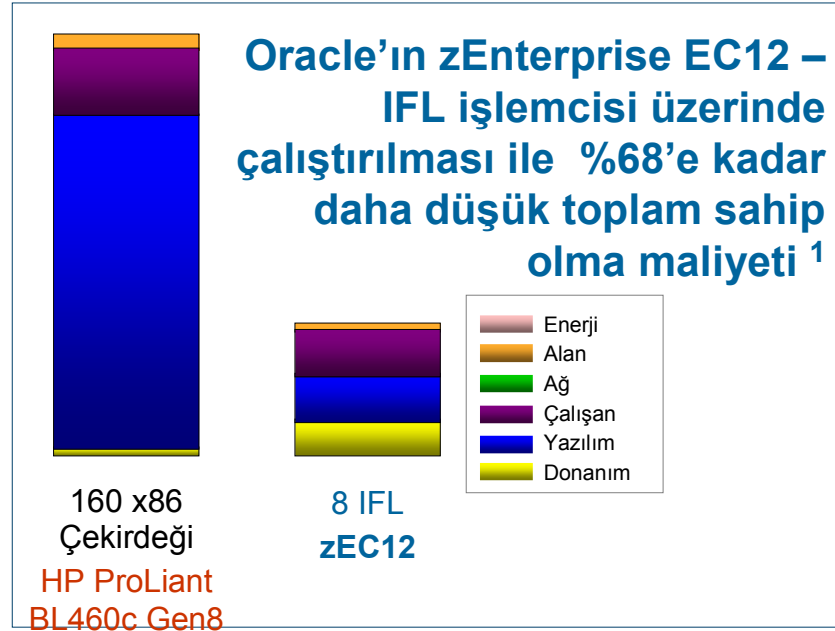 Oracle’ın zEnterprise EC12 –
IFL işlemcisi üzerinde
çalıştırılması ile %68’e kadar
daha düşük toplam sahip
olma maliyeti 1
Enerji
Alan
Ağ
Çalışan
Yazılım
Donanım
160 x86
Çekirdeği
HP ProLiant
BL460c Gen8
8 IFL
zEC12